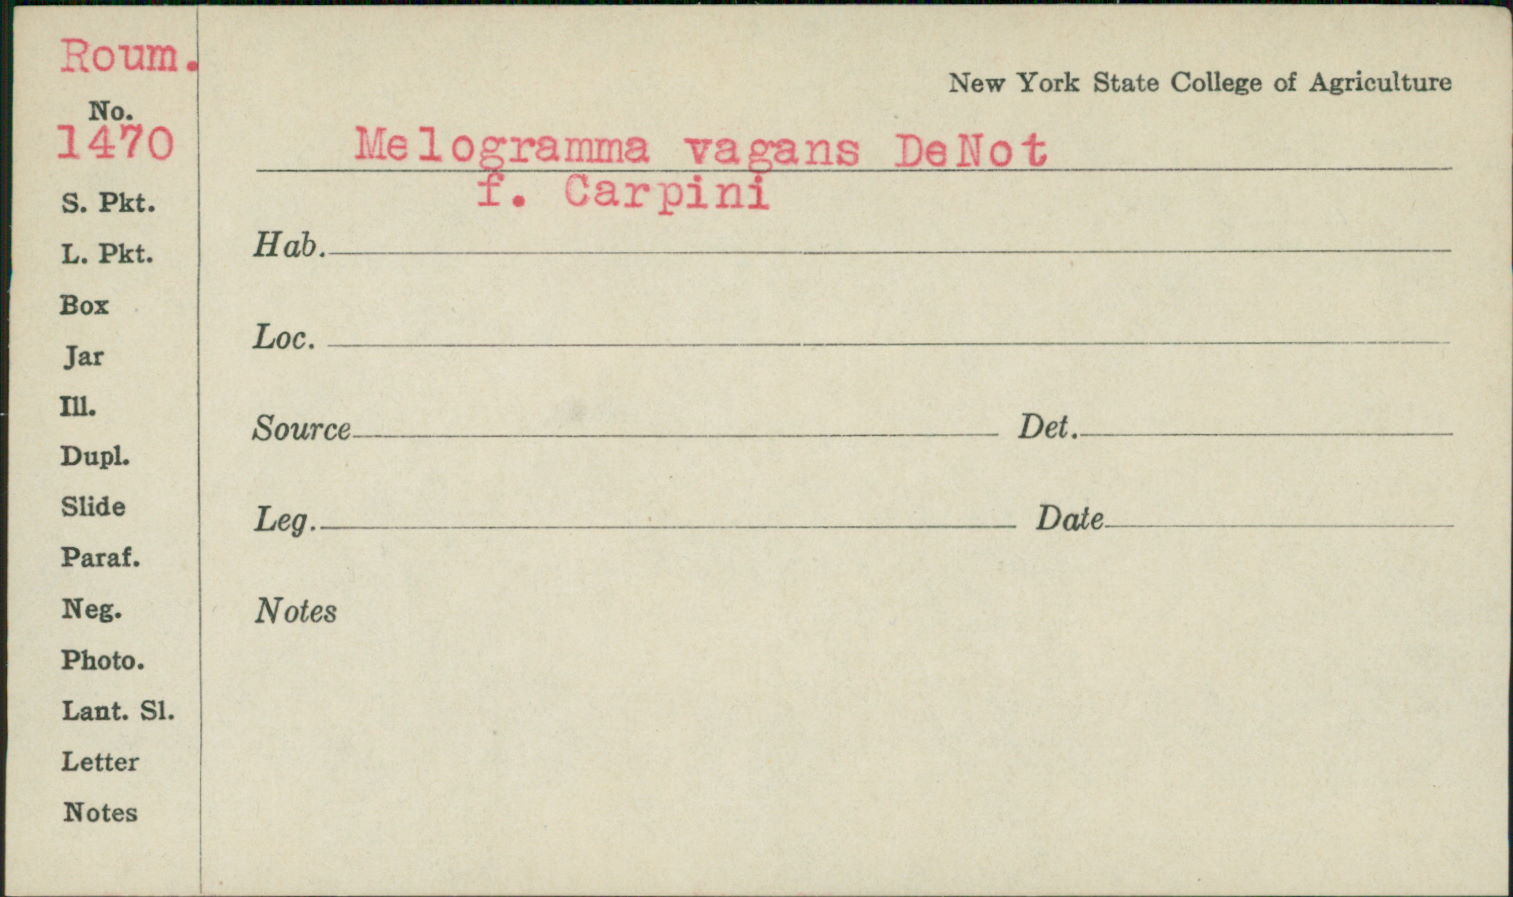 Roum.
No.
1470
S. Pkt.
L. Pkt.
Box
Jar
Ill.
Dupl.
Slide
Paraf.
Neg.
Photo.
Lant. Sl.
Letter
Notes
New York State College of Agriculture
Melogramma vagans DeNot
f. Carpini
Hab.
Loc.
Source Det.
Leg. Date
Notes